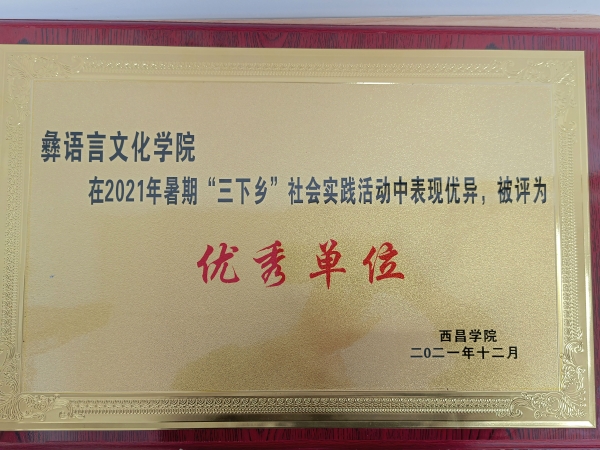 彝语言文化学院
在2021年暑期“三下乡”社会实践活动中表现优异，被评为
优秀单位
西昌学院
二0二一年十二月